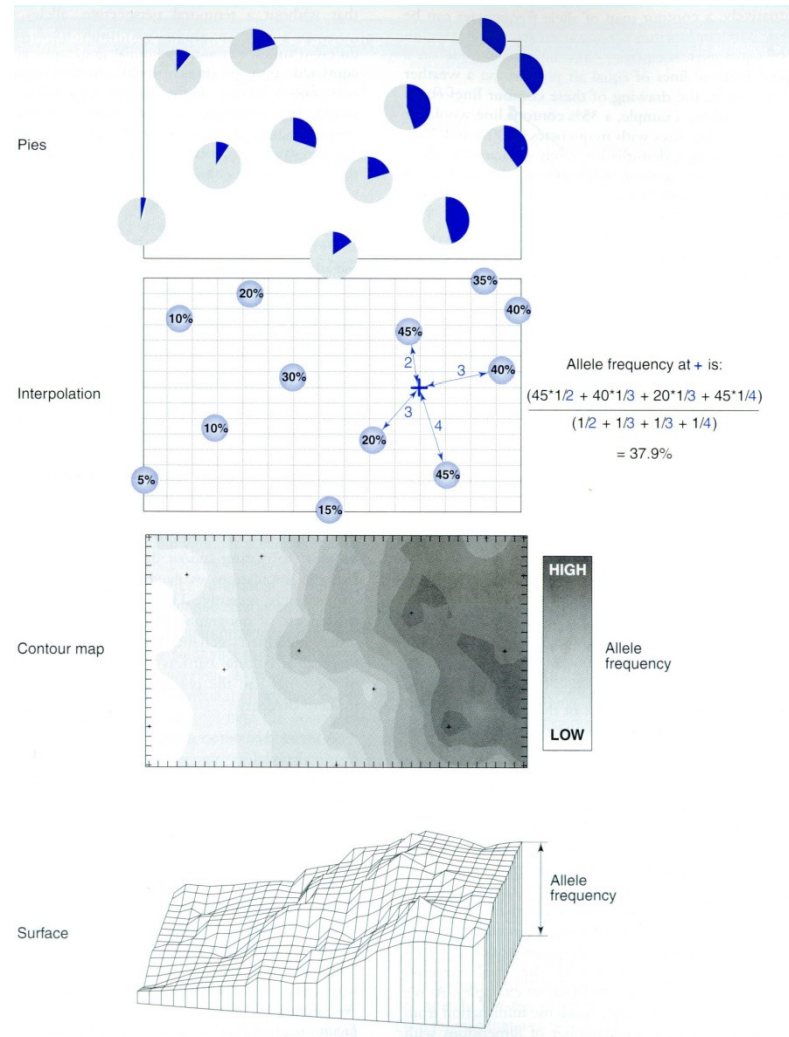 Pies
Interpolation
20%
35%
40%
10%
45%
2
3
40%
30%
10%
3
4
20%
45%
5%
15%
Allele frequency at + is:
(45*1/2 + 40*1/3 + 20*1/3 + 45*1/4)
(1/2 + 1/3 + 1/3 + 1/4)
= 37.9%
Contour map
HIGH
Allele
frequency
LOW
Surface
Allele
frequency